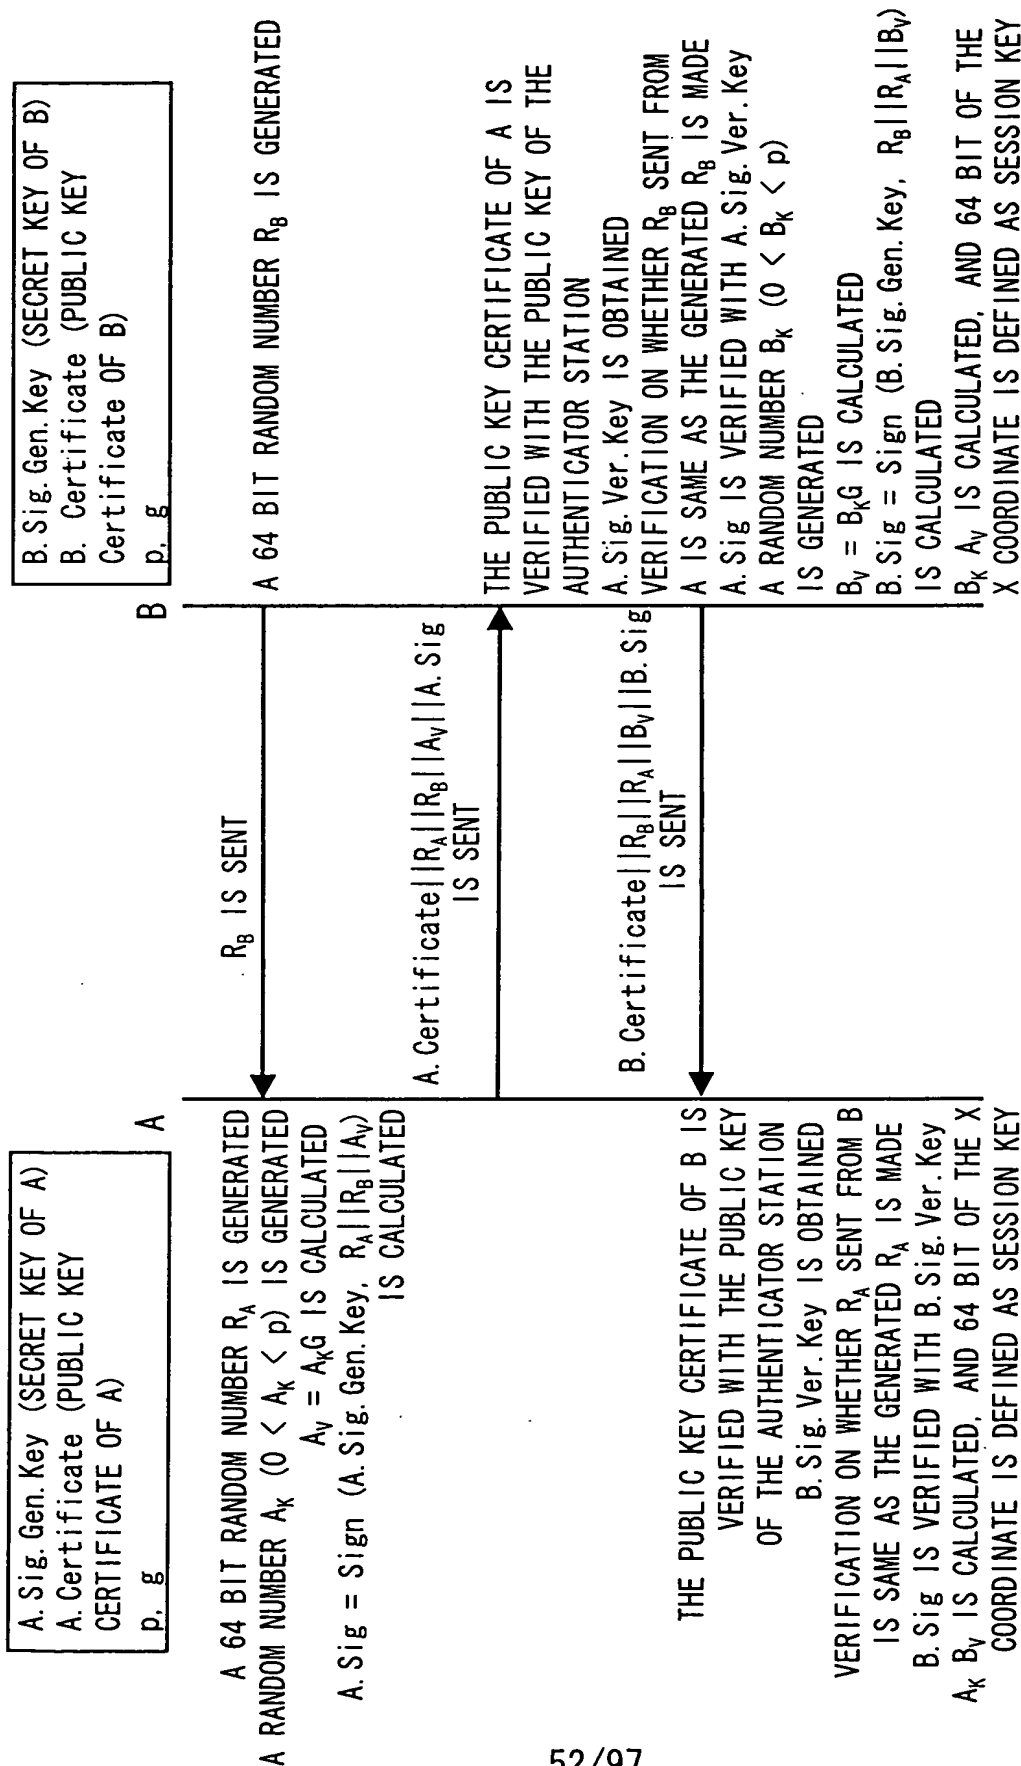 A.Sig.Gen.Key (SECRET KEY OF A)
A.Certificate (PUBLIC KEY
CERTIFICATE OF A)
p, g
B.Sig.Gen.Key (SECRET KEY OF B)
B. Certificate (PUBLIC KEY
Certificate OF B)
p, g
A
B
A 64 BIT RANDOM NUMBER R_B IS GENERATED
R_B IS SENT
A 64 BIT RANDOM NUMBER R_A IS GENERATED
A RANDOM NUMBER A_K (0 < A_K < p) IS GENERATED
A_V = A_KG IS CALCULATED
A.Sig = Sign (A.Sig.Gen.Key, R_A||R_B||A_V)
IS CALCULATED
A.Certificate||R_A||R_B||A_V||A.Sig
IS SENT
THE PUBLIC KEY CERTIFICATE OF A IS
VERIFIED WITH THE PUBLIC KEY OF THE
AUTHENTICATOR STATION
A.Sig.Ver.Key IS OBTAINED
VERIFICATION ON WHETHER R_B SENT FROM
A IS SAME AS THE GENERATED R_B IS MADE
A.Sig IS VERIFIED WITH A.Sig.Ver.Key
A RANDOM NUMBER B_K (0 < B_K < p)
IS GENERATED
B_V = B_KG IS CALCULATED
B.Sig = Sign (B.Sig.Gen.Key, R_B||R_A||B_V)
IS CALCULATED
B_K A_V IS CALCULATED, AND 64 BIT OF THE
X COORDINATE IS DEFINED AS SESSION KEY
B.Certificate||R_B||R_A||B_V||B.Sig
IS SENT
THE PUBLIC KEY CERTIFICATE OF B IS
VERIFIED WITH THE PUBLIC KEY
OF THE AUTHENTICATOR STATION
B.Sig.Ver.Key IS OBTAINED
VERIFICATION ON WHETHER R_A SENT FROM B
IS SAME AS THE GENERATED R_A IS MADE
B.Sig IS VERIFIED WITH B.Sig.Ver.Key
A_K B_V IS CALCULATED, AND 64 BIT OF THE X
COORDINATE IS DEFINED AS SESSION KEY
52/97